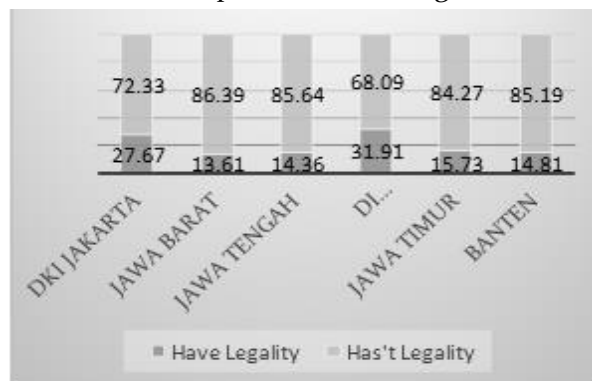 72.33 86.39 85.64 68.09 84.27 85.19
27.67 13.61 14.36 31.91 15.73 14.81
DKI JAKARTA
JAWA BARAT
JAWA TENGAH
DI...
JAWA TIMUR
BANTEN
Have Legality Has't Legality